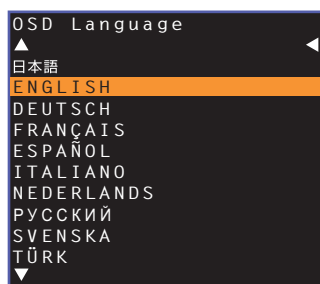 OSD Language
日本語
ENGLISH
DEUTSCH
FRANÇAIS
ESPAÑOL
ITALIANO
NEDERLANDS
РУССКИЙ
SVENSKA
TÜRK